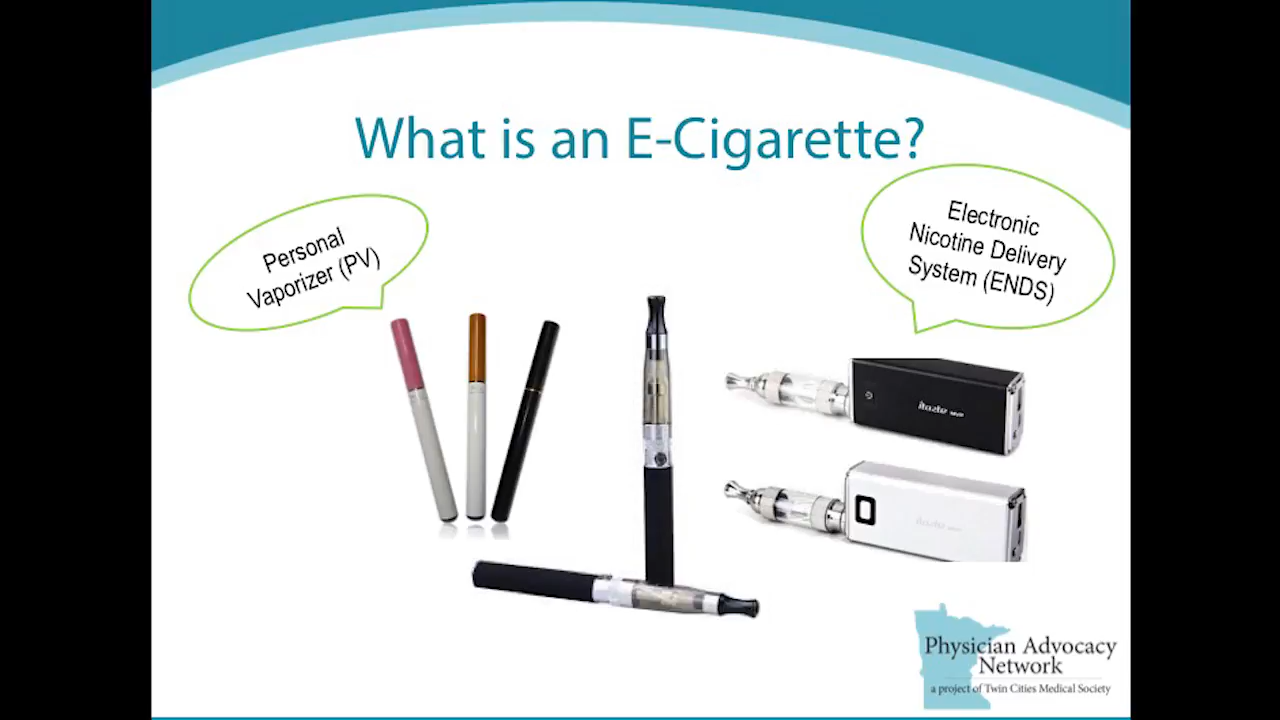 What is an E-Cigarette?
Personal
Vaporizer (PV)
Electronic
Nicotine Delivery
System (ENDS)
Physician Advocacy
Network
a project of Twin Cities Medical Society